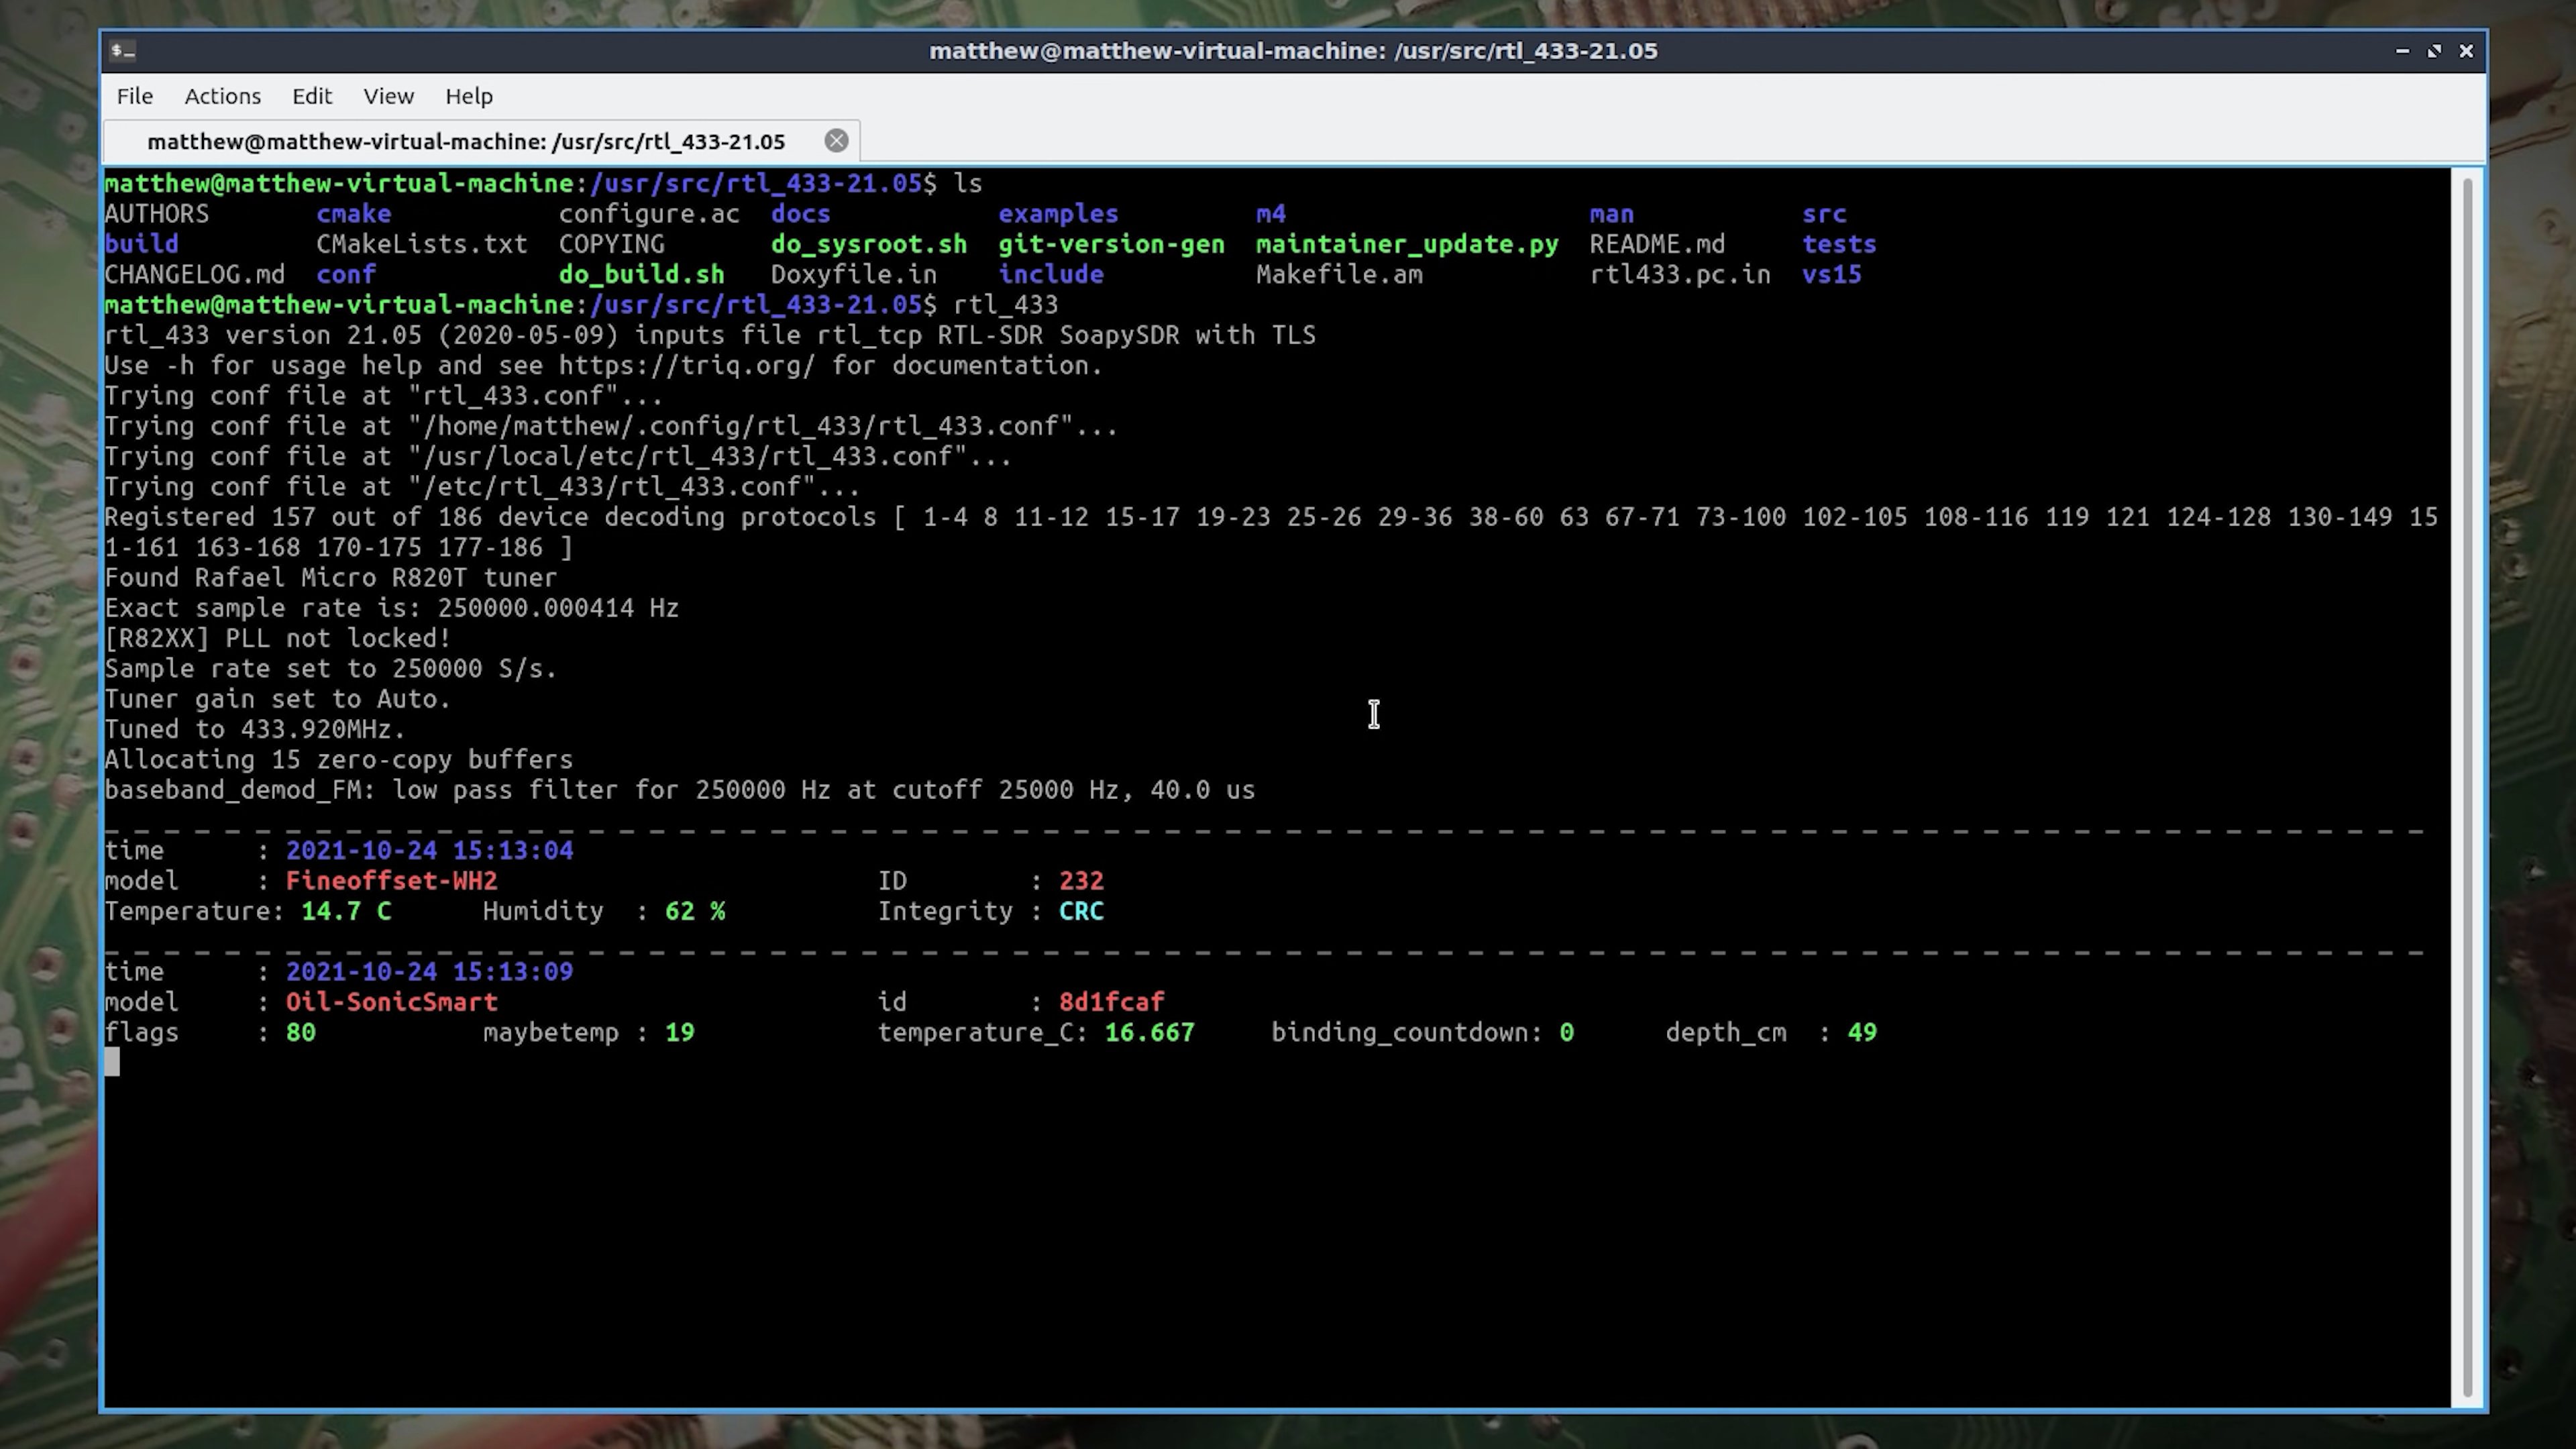 matthew@matthew-virtual-machine: /usr/src/rtl_433-21.05
File Actions Edit View Help
matthew@matthew-virtual-machine: /usr/src/rtl_433-21.05
matthew@matthew-virtual-machine:/usr/src/rtl_433-21.05$ ls
AUTHORS cmake configure.ac docs examples m4 man src
build CMakeLists.txt COPYING do_sysroot.sh git-version-gen maintainer_update.py README.md tests
CHANGELOG.md conf do_build.sh Doxyfile.in include Makefile.am rtl433.pc.in vs15
matthew@matthew-virtual-machine:/usr/src/rtl_433-21.05$ rtl_433
rtl_433 version 21.05 (2020-05-09) inputs file rtl_tcp RTL-SDR SoapySDR with TLS
Use -h for usage help and see https://triq.org/ for documentation.
Trying conf file at "rtl_433.conf"...
Trying conf file at "/home/matthew/.config/rtl_433/rtl_433.conf"...
Trying conf file at "/usr/local/etc/rtl_433/rtl_433.conf"...
Trying conf file at "/etc/rtl_433/rtl_433.conf"...
Registered 157 out of 186 device decoding protocols [ 1-4 8 11-12 15-17 19-23 25-26 29-36 38-60 63 67-71 73-100 102-105 108-116 119 121 124-128 130-149 15
1-161 163-168 170-175 177-186 ]
Found Rafael Micro R820T tuner
Exact sample rate is: 250000.000414 Hz
[R82XX] PLL not locked!
Sample rate set to 250000 S/s.
Tuner gain set to Auto.
Tuned to 433.920MHz.
Allocating 15 zero-copy buffers
baseband_demod_FM: low pass filter for 250000 Hz at cutoff 25000 Hz, 40.0 us
_ _ _ _ _ _ _ _ _ _ _ _ _ _ _ _ _ _ _ _ _ _ _ _ _ _ _ _ _ _ _ _ _ _ _ _ _ _ _ _ _ _ _ _ _ _ _ _ _ _ _ _ _ _ _ _ _ _ _ _ _ _ _ _ _ _ _ _ _ _ _ _ _ _ _ _ _
time : 2021-10-24 15:13:04
model : Fineoffset-WH2 ID : 232
Temperature: 14.7 C Humidity : 62 % Integrity : CRC
_ _ _ _ _ _ _ _ _ _ _ _ _ _ _ _ _ _ _ _ _ _ _ _ _ _ _ _ _ _ _ _ _ _ _ _ _ _ _ _ _ _ _ _ _ _ _ _ _ _ _ _ _ _ _ _ _ _ _ _ _ _ _ _ _ _ _ _ _ _ _ _ _ _ _ _ _
time : 2021-10-24 15:13:09
model : Oil-SonicSmart id : 8d1fcaf
flags : 80 maybetemp : 19 temperature_C: 16.667 binding_countdown: 0 depth_cm : 49